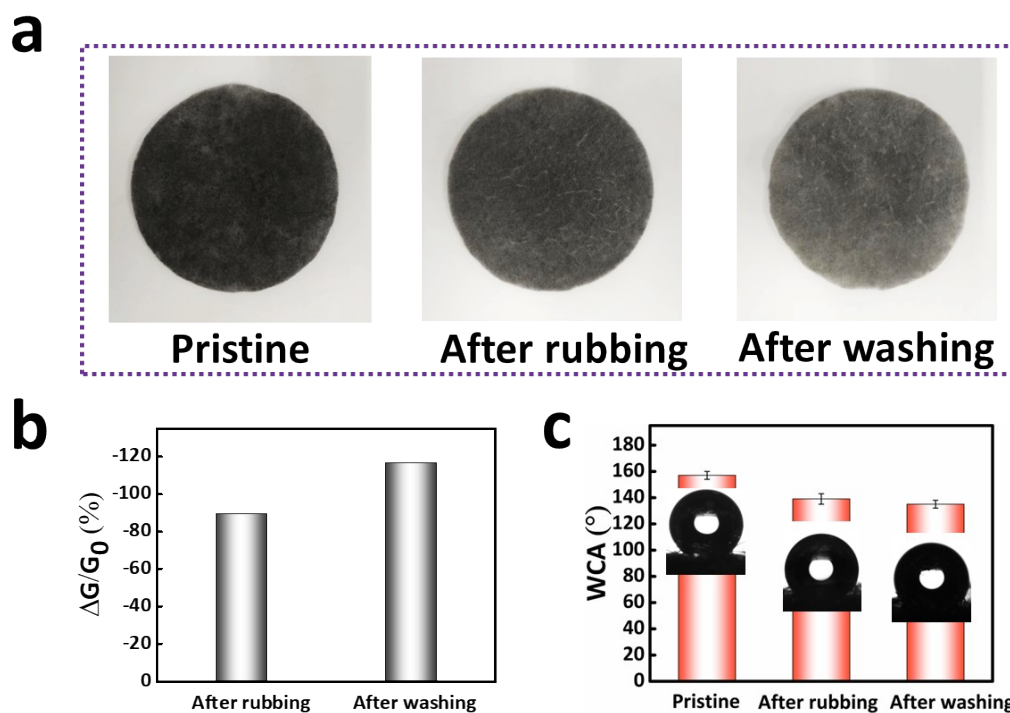 a
Pristine
After rubbing
After washing
b
ΔG/G0 (%)
-120
-100
-80
-60
-40
-20
0
After rubbing
After washing
c
WCA (°)
180
160
140
120
100
80
60
40
20
0
Pristine
After rubbing
After washing